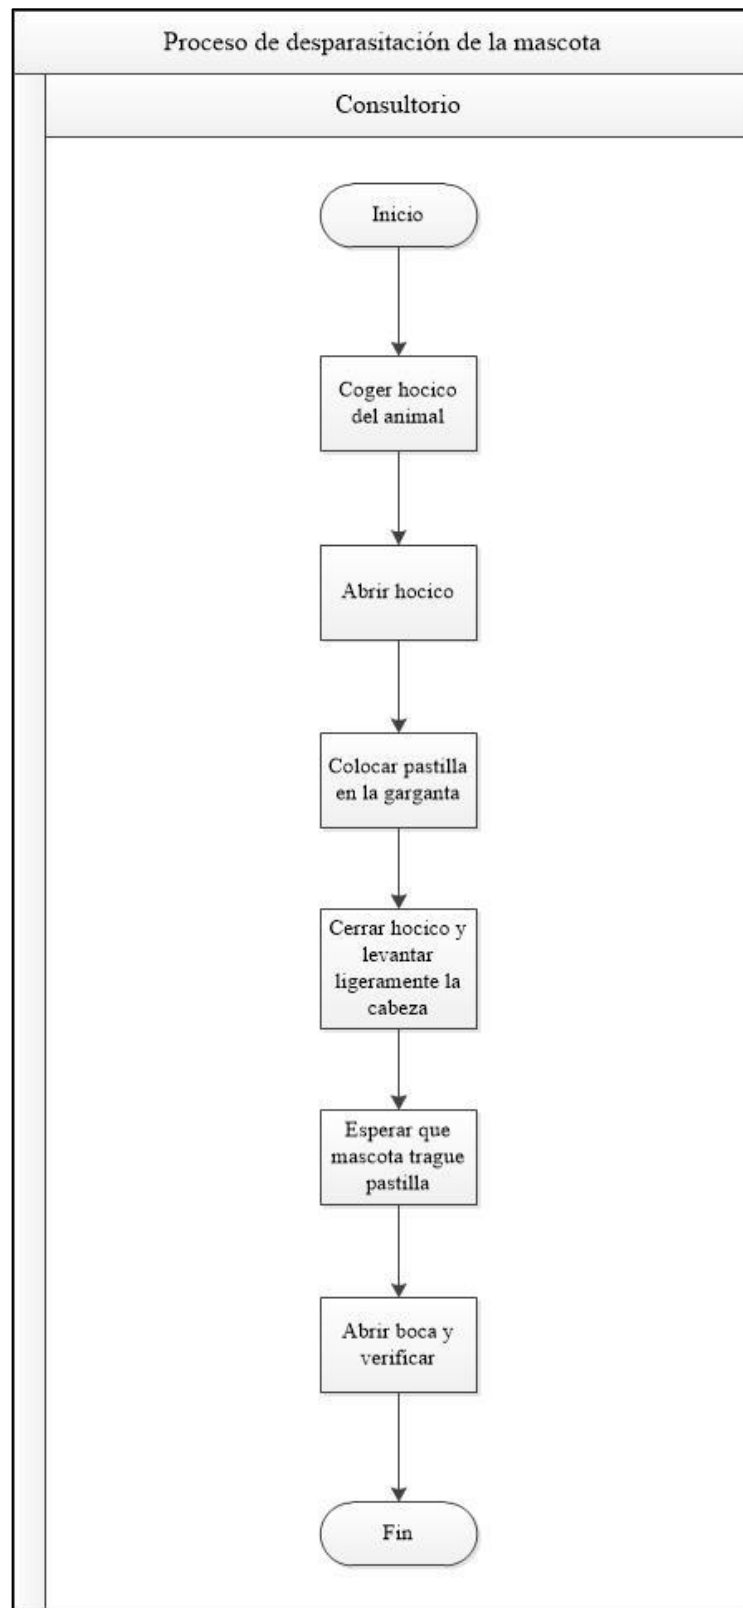 Proceso de desparasitación de la mascota
Consultorio
Inicio
Coger hocico
del animal
Abrir hocico
Colocar pastilla
en la garganta
Cerrar hocico y
levantar
ligeramente la
cabeza
Esperar que
mascota trague
pastilla
Abrir boca y
verificar
Fin